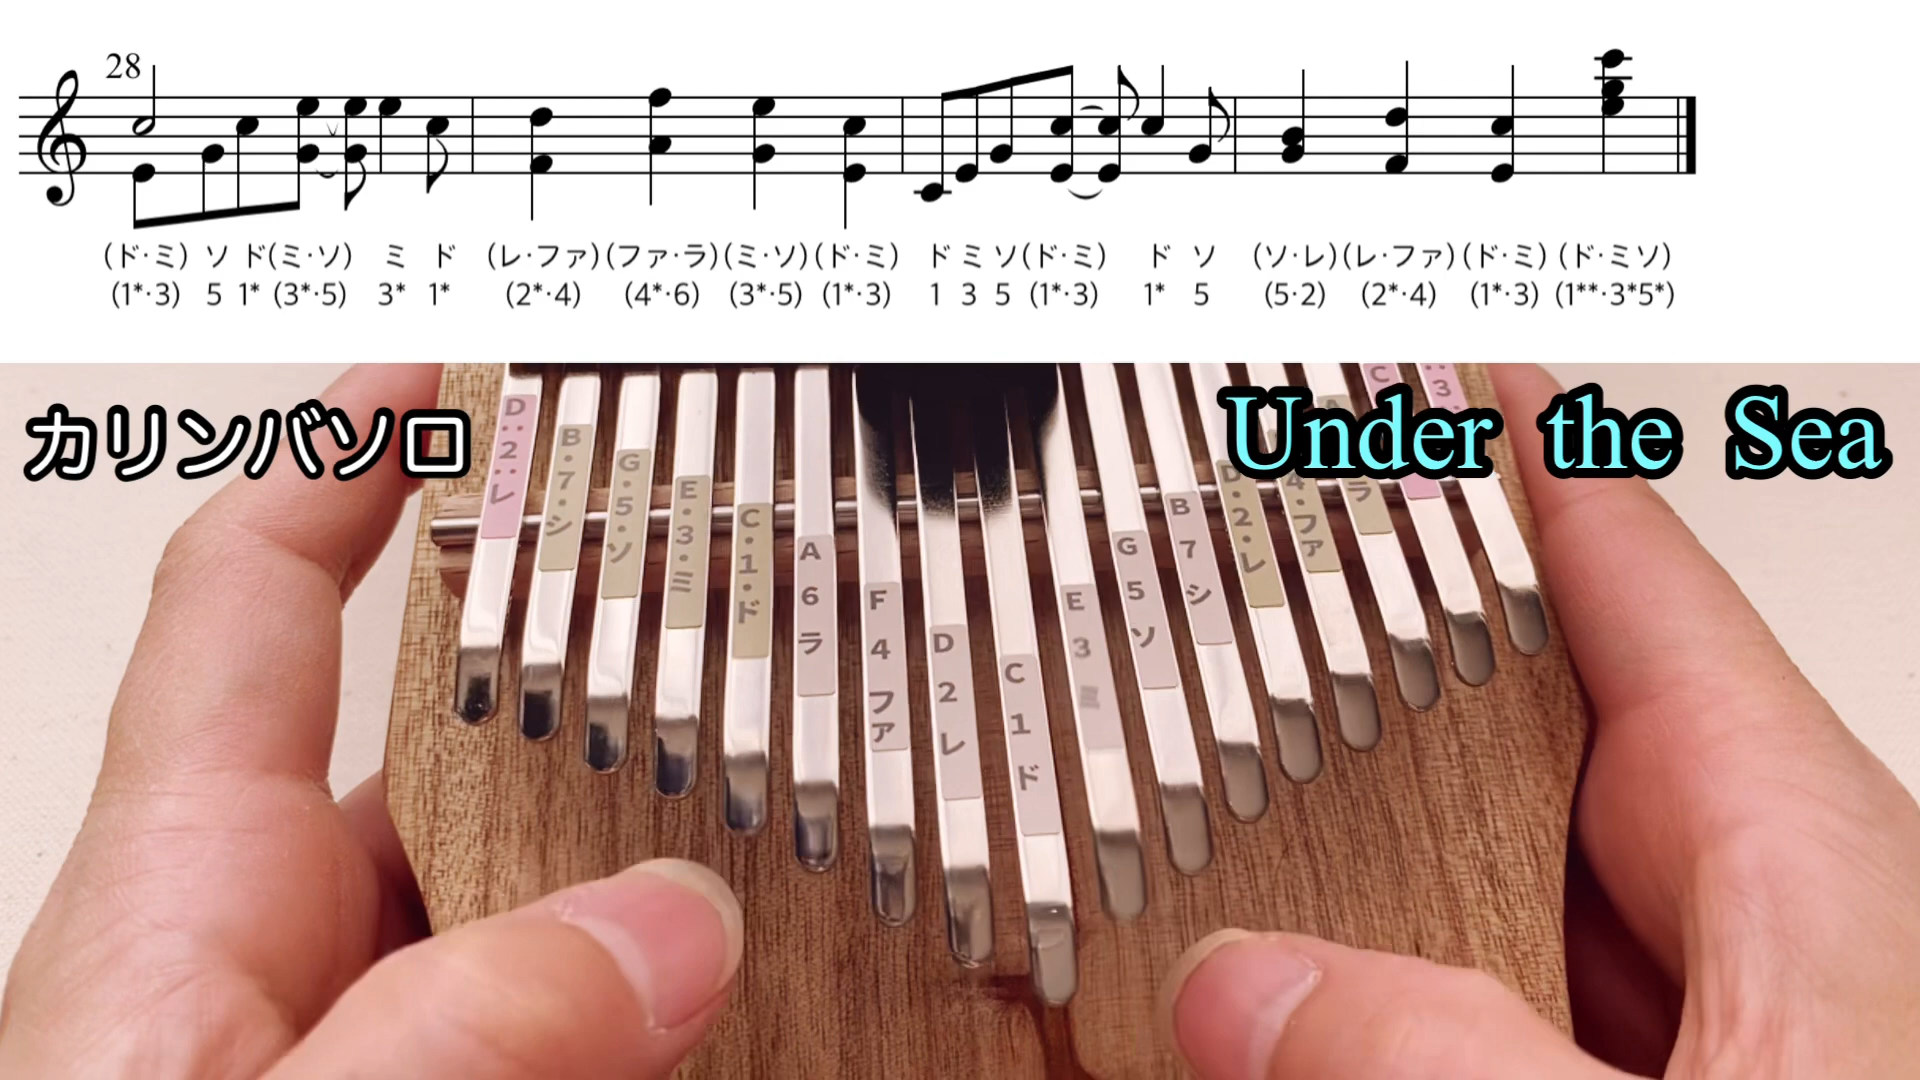 28
(ド·ミ) ソ ド(ミ·ソ) ミ ド (レ·ファ)(ファ·ラ)(ミ·ソ)(ド·ミ) ド ミ ソ(ド·ミ) ド ソ (ソ·レ)(レ·ファ)(ド·ミ)(ド·ミソ)
(1*·3) 5 1* (3*·5) 3* 1* (2*·4) (4*·6) (3*·5) (1*·3) 1 3 5 (1*·3) 1* 5 (5·2) (2*·4) (1*·3) (1**·3*5*)
カリンバソロ
Under the Sea
D:2:レ
B·7·シ
G·5·ソ
E·3·ミ
C·1·ド
A 6 ラ
F 4 ファ
D 2 レ
C 1 ド
E 3 ミ
G 5 ソ
B 7 シ
D·2·レ
4·ファ
ラ
C
:3